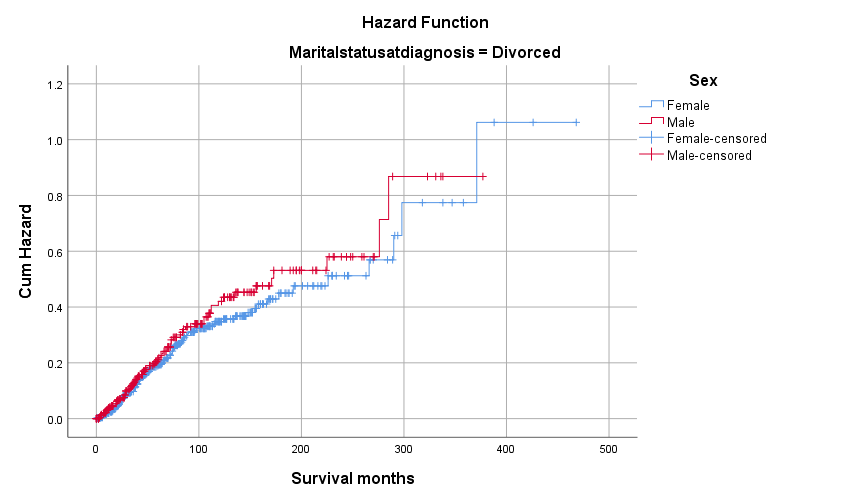 Hazard Function
Maritalstatusatdiagnosis = Divorced
Sex
Female
Male
Female-censored
Male-censored
Cum Hazard
1.2
1.0
0.8
0.6
0.4
0.2
0.0
0 100 200 300 400 500
Survival months